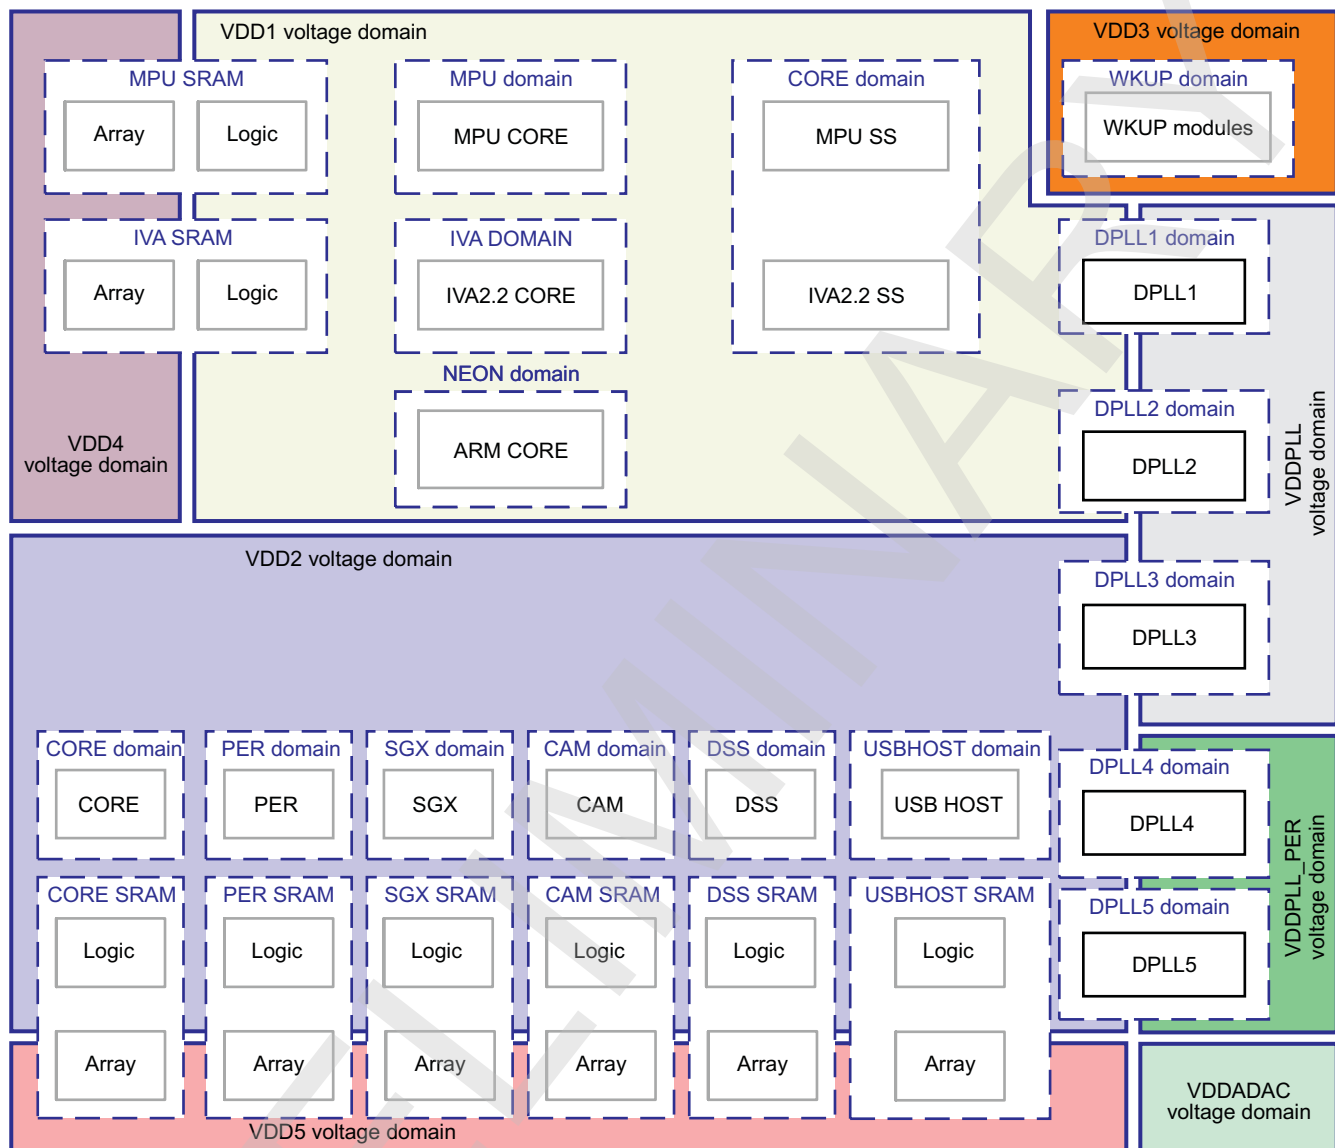 VDD1 voltage domain
VDD3 voltage domain
MPU SRAM
MPU domain
CORE domain
WKUP domain
Array
Logic
MPU CORE
MPU SS
WKUP modules
IVA SRAM
IVA DOMAIN
DPLL1 domain
Array
Logic
IVA2.2 CORE
IVA2.2 SS
DPLL1
NEON domain
ARM CORE
VDD4
voltage domain
DPLL2 domain
DPLL2
VDDPLL
voltage domain
VDD2 voltage domain
DPLL3 domain
DPLL3
CORE domain
PER domain
SGX domain
CAM domain
DSS domain
USBHOST domain
DPLL4 domain
CORE
PER
SGX
CAM
DSS
USB HOST
DPLL4
CORE SRAM
PER SRAM
SGX SRAM
CAM SRAM
DSS SRAM
USBHOST SRAM
DPLL5 domain
VDDPLL_PER
voltage domain
Logic
Logic
Logic
Logic
Logic
Logic
DPLL5
Array
Array
Array
Array
Array
Array
VDD5 voltage domain
VDDADAC
voltage domain